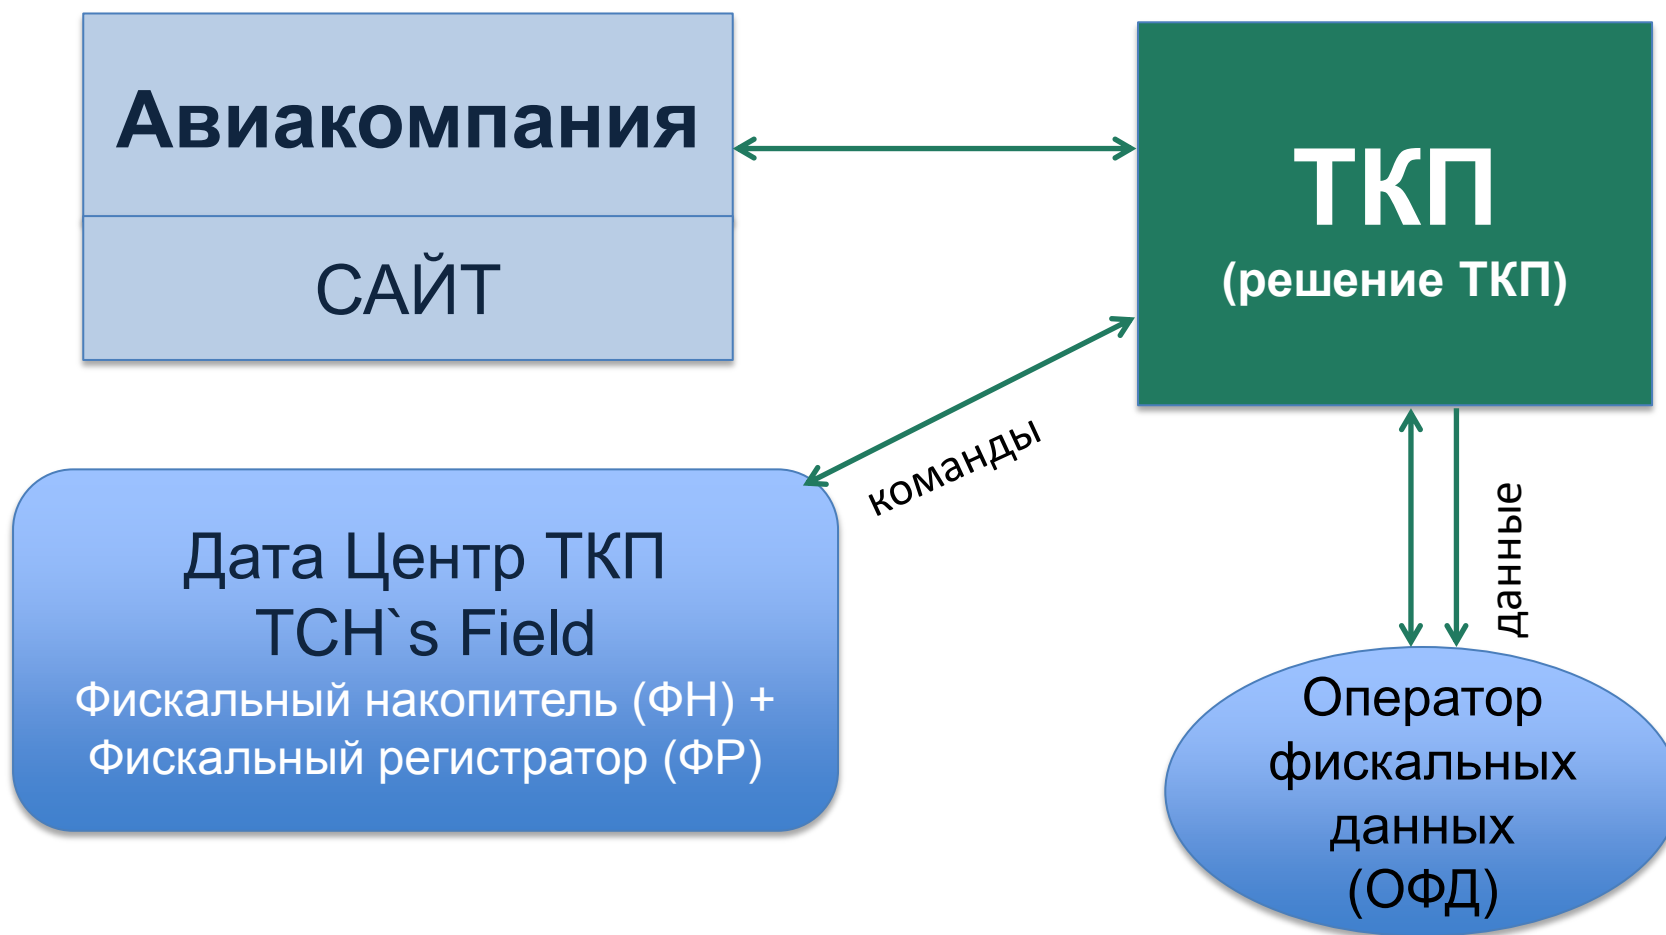 Авиакомпания
САЙТ
ТКП
(решение ТКП)
команды
данные
Дата Центр ТКП
TCH`s Field
Фискальный накопитель (ФН) +
Фискальный регистратор (ФР)
Оператор
фискальных
данных
(ОФД)